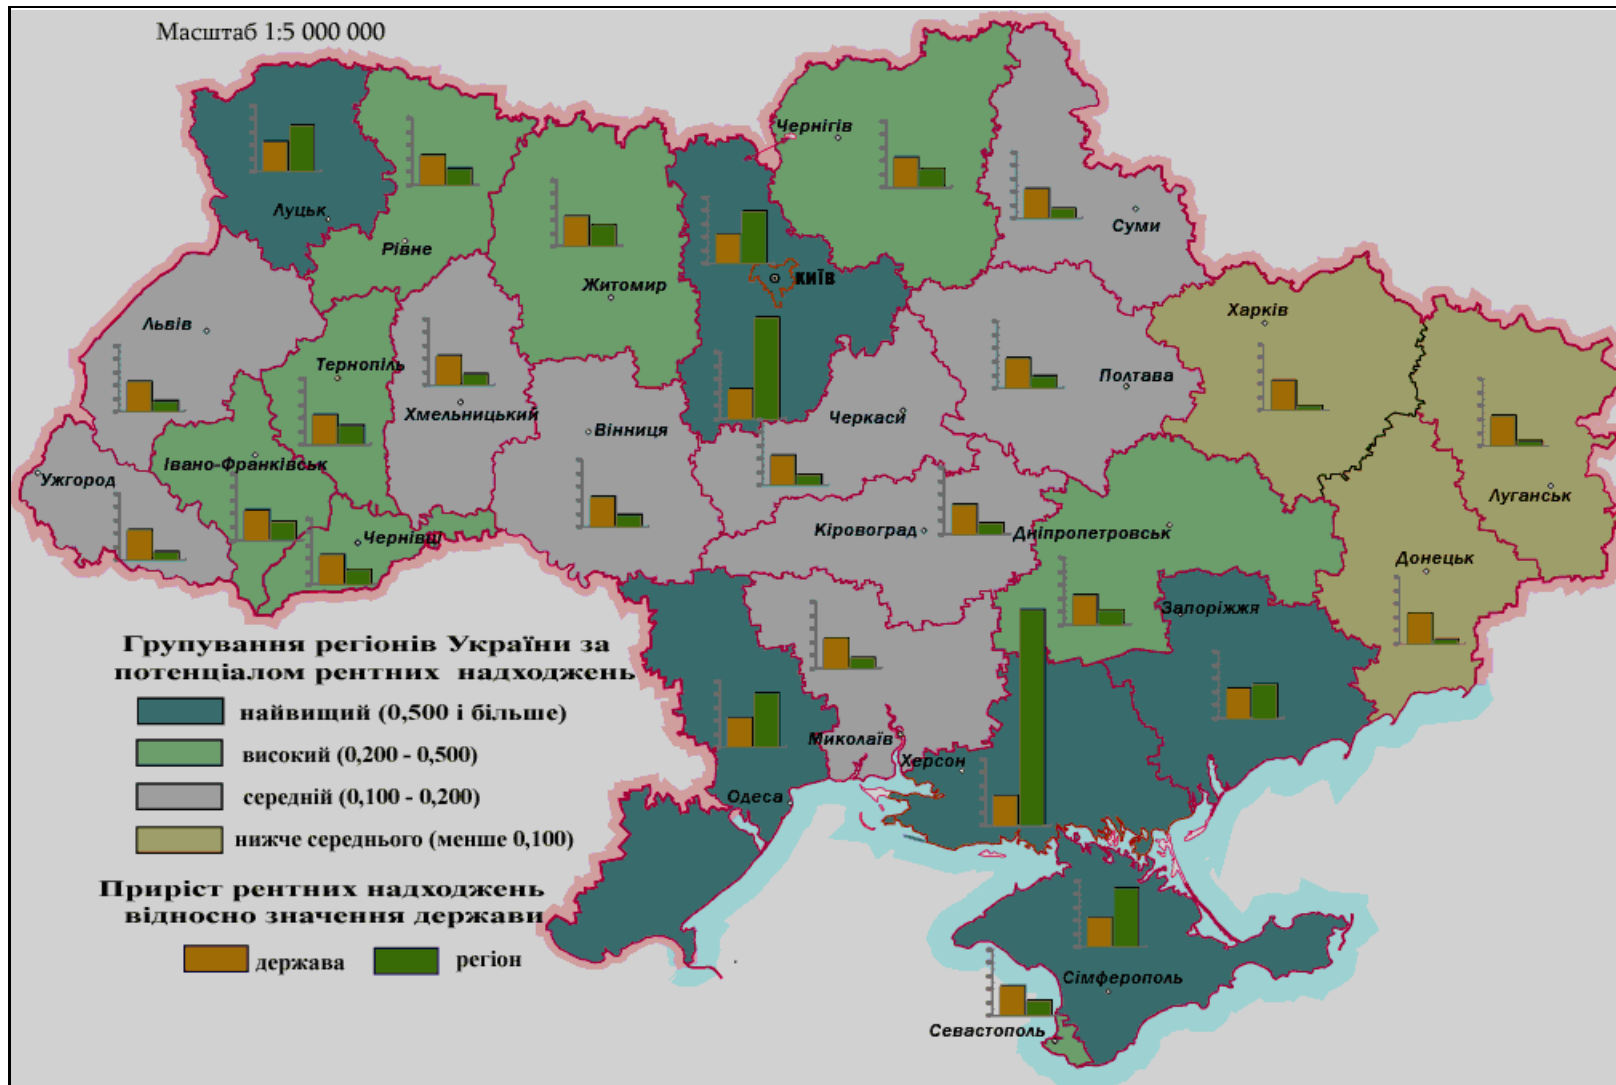 Масштаб 1:5 000 000
Чернігів
Луцьк
Суми
Рівне
КИЇВ
Житомир
Харків
Львів
Тернопіль
Полтава
Хмельницький
Черкаси
Вінниця
Івано-Франківськ
Ужгород
Луганськ
Кіровоград
Дніпропетровськ
Чернівці
Донецьк
Запоріжжя
Групування регіонів України за
потенціалом рентних надходжень
найвищий (0,500 і більше)
високий (0,200 - 0,500)
середній (0,100 - 0,200)
нижче середнього (менше 0,100)
Миколаїв
Херсон
Одеса
Приріст рентних надходжень
відносно значення держави
держава
регіон
Сімферополь
Севастополь